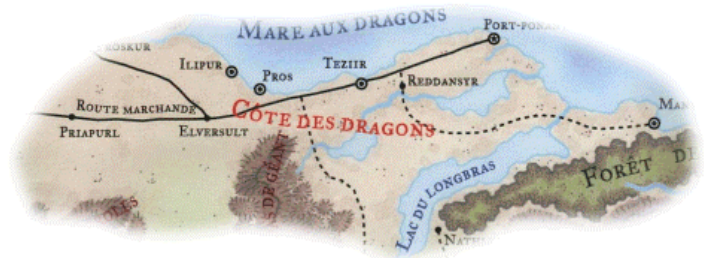 Mare aux dragons
Port-
Ilipur
Teziir
Pros
Reddansyr
Route marchande
Côte des dragons
Priapurl
Elversult
Forêt
Lac du Longbras